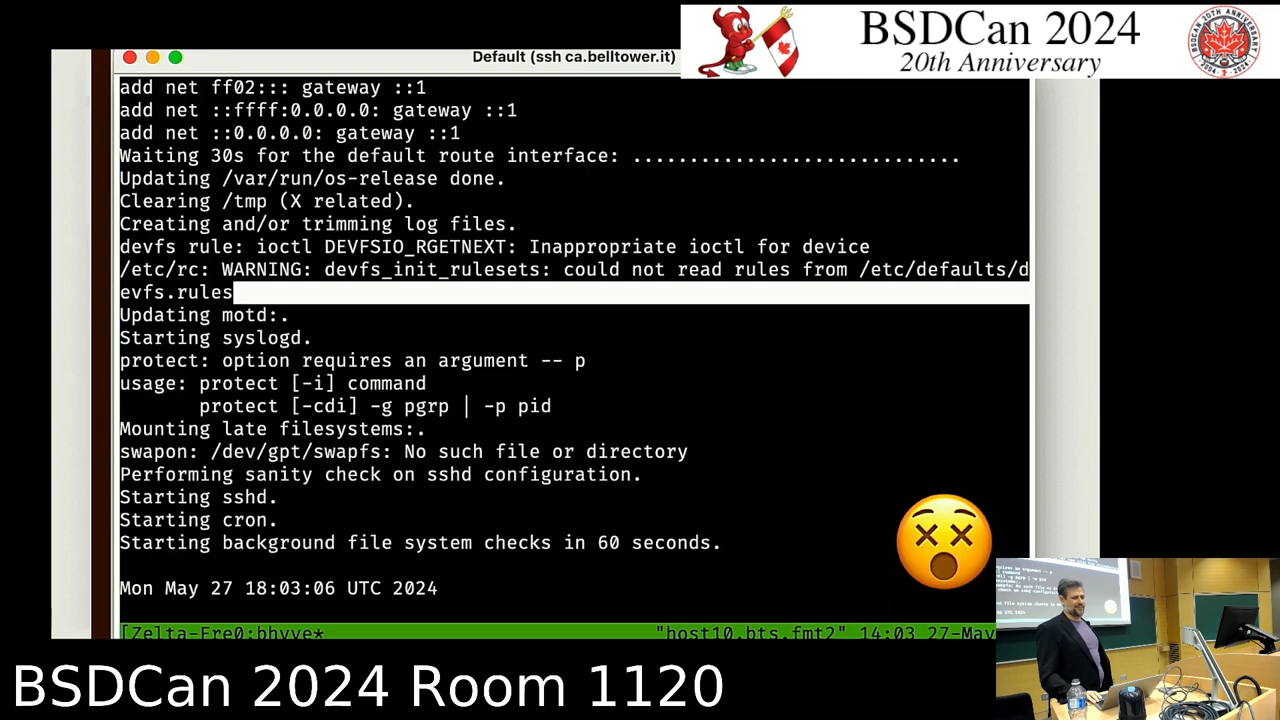 BSDCan 2024
20th Anniversary
Default (ssh ca.belltower.it)
add net ff02::: gateway ::1
add net ::ffff:0.0.0.0: gateway ::1
add net ::0.0.0.0: gateway ::1
Waiting 30s for the default route interface: .............................
Updating /var/run/os-release done.
Clearing /tmp (X related).
Creating and/or trimming log files.
devfs rule: ioctl DEVFSIO_RGETNEXT: Inappropriate ioctl for device
/etc/rc: WARNING: devfs_init_rulesets: could not read rules from /etc/defaults/d
evfs.rules
Updating motd:.
Starting syslogd.
protect: option requires an argument -- p
usage: protect [-i] command
protect [-cdi] -g pgrp | -p pid
Mounting late filesystems:.
swapon: /dev/gpt/swapfs: No such file or directory
Performing sanity check on sshd configuration.
Starting sshd.
Starting cron.
Starting background file system checks in 60 seconds.
Mon May 27 18:03:06 UTC 2024
[Zelta-Fre0:bhyve* "host10.bts.fmt2" 14:03 27-May
BSDCan 2024 Room 1120